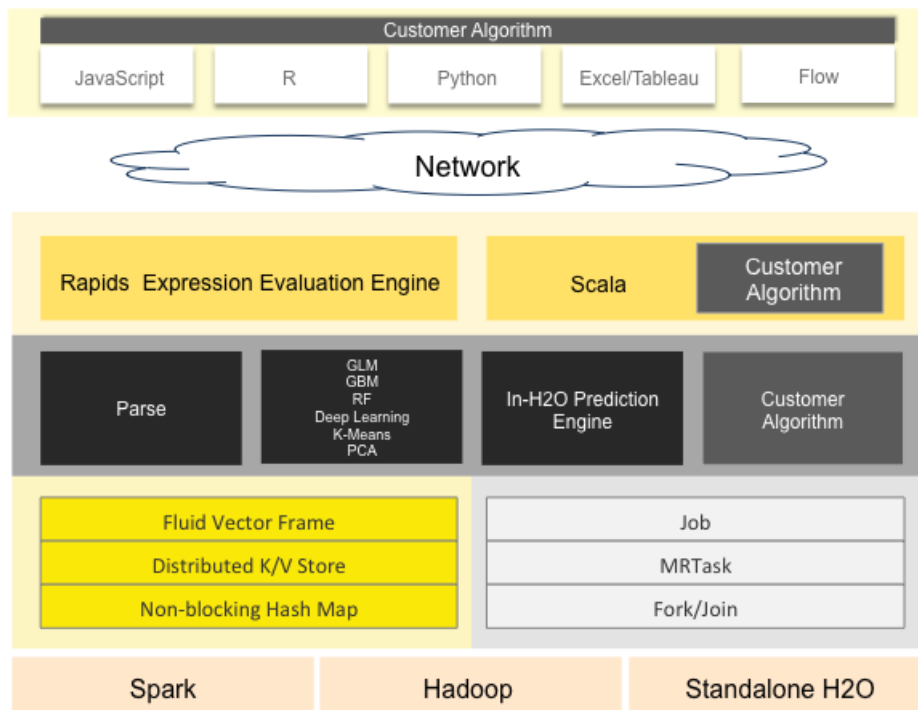 Customer Algorithm
JavaScript
R
Python
Excel/Tableau
Flow
Network
Rapids Expression Evaluation Engine
Scala
Customer
Algorithm
Parse
GLM
GBM
RF
Deep Learning
K-Means
PCA
In-H2O Prediction
Engine
Customer
Algorithm
Fluid Vector Frame
Distributed K/V Store
Non-blocking Hash Map
Job
MRTask
Fork/Join
Spark
Hadoop
Standalone H2O